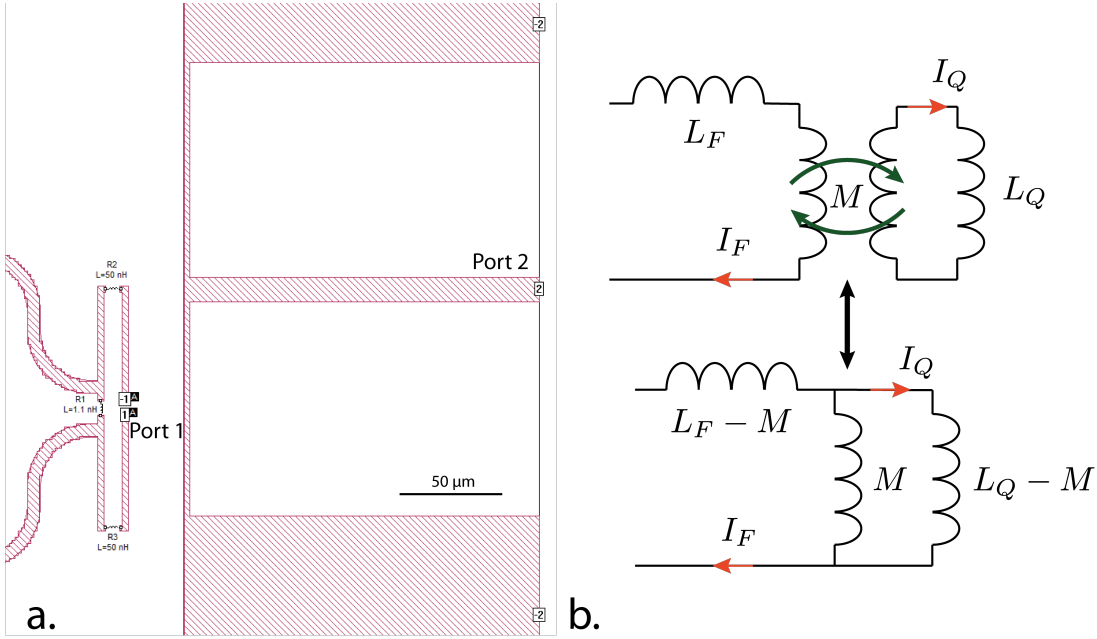 -2
Port 2
2
R2
L=50 nH
R1
L=1.1 nH
-1 A
1 A
Port 1
50 μm
R3
L=50 nH
-2
a.
I_Q
L_F
M
L_Q
I_F
I_Q
L_F − M
M
L_Q − M
I_F
b.